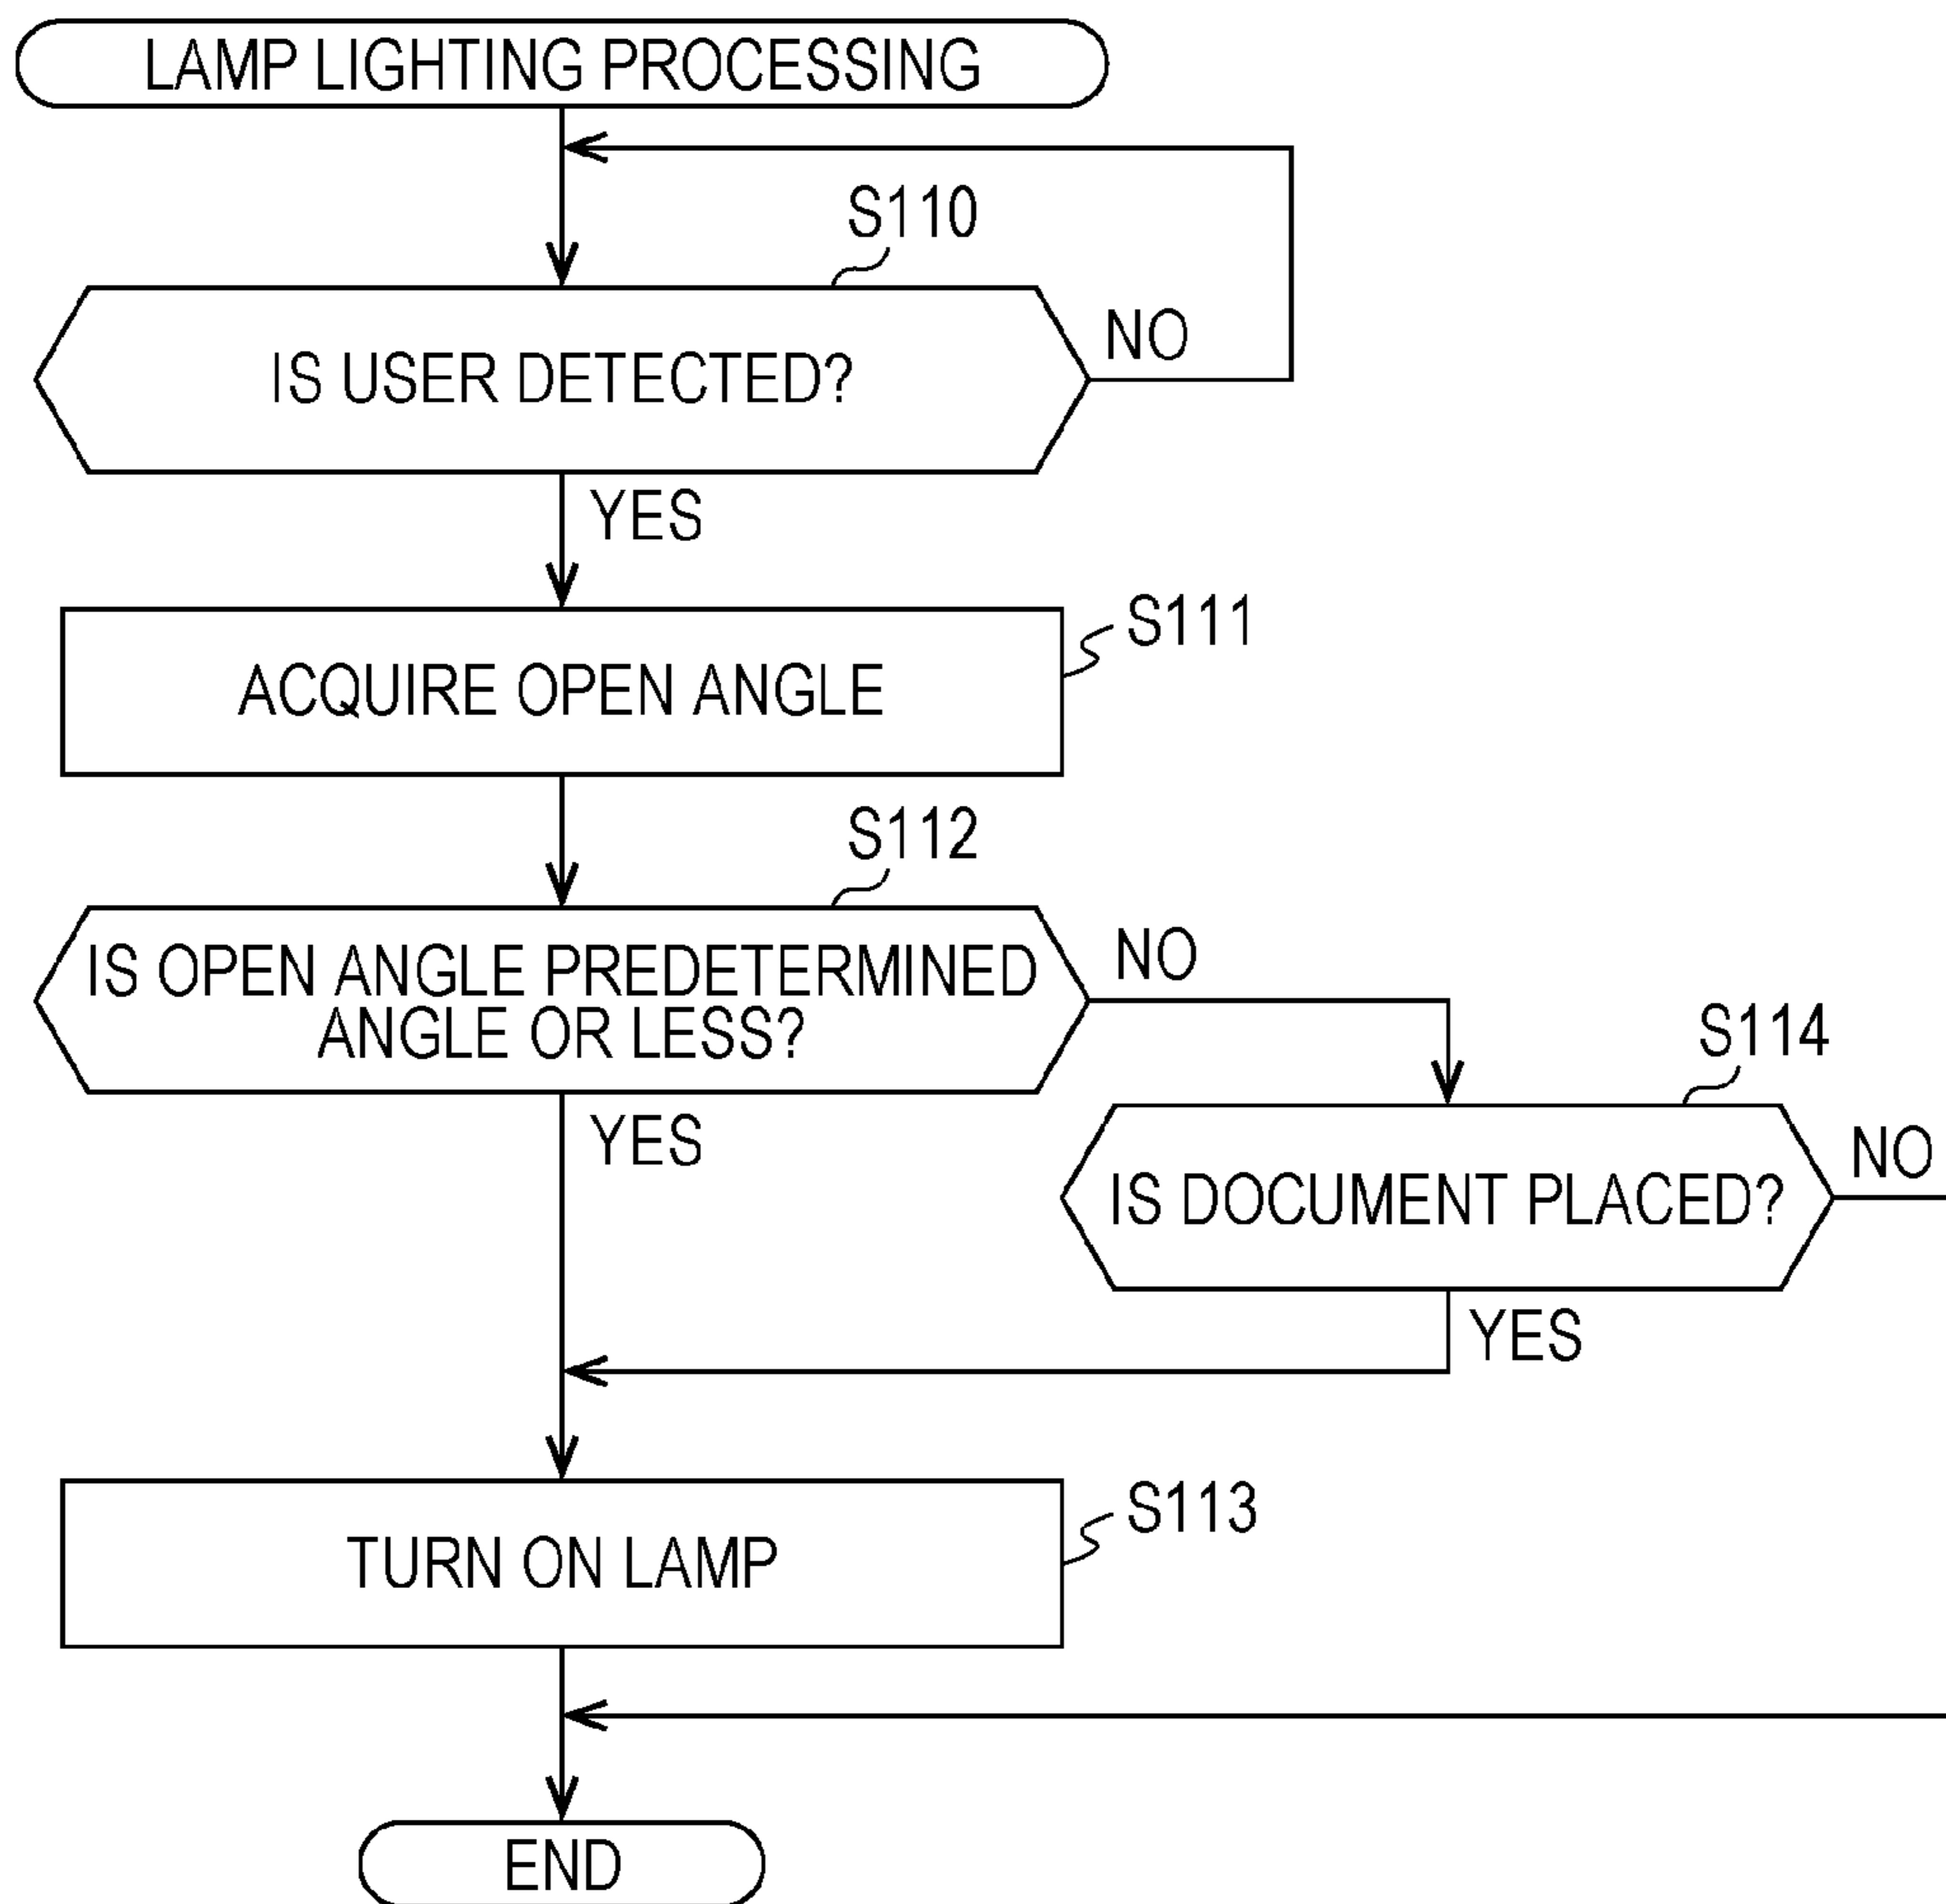 LAMP LIGHTING PROCESSING
S110
IS USER DETECTED?
NO
YES
S111
ACQUIRE OPEN ANGLE
S112
IS OPEN ANGLE PREDETERMINED
ANGLE OR LESS?
NO
YES
S114
IS DOCUMENT PLACED?
NO
YES
S113
TURN ON LAMP
END